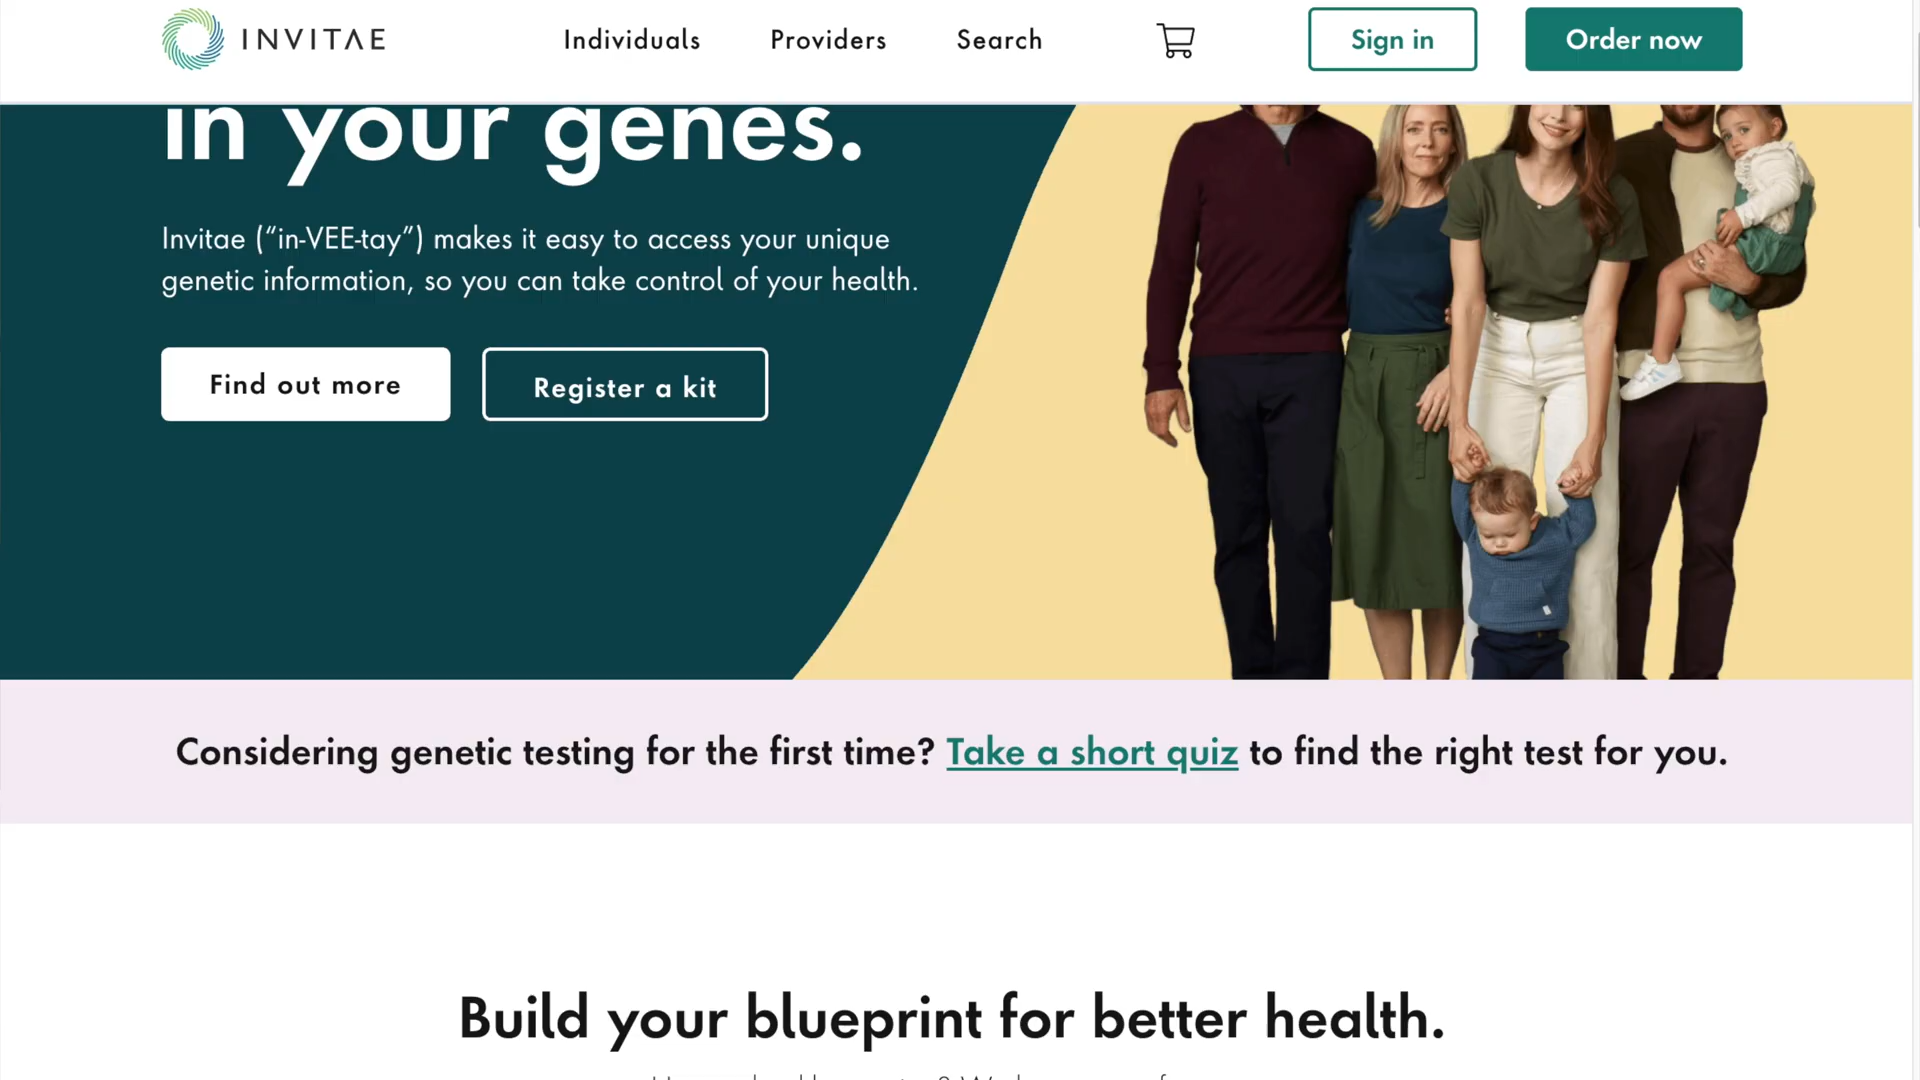 INVITAE
Individuals
Providers
Search
Sign in
Order now
in your genes.
Invitae (“in-VEE-tay”) makes it easy to access your unique
genetic information, so you can take control of your health.
Find out more
Register a kit
Considering genetic testing for the first time? Take a short quiz to find the right test for you.
Build your blueprint for better health.